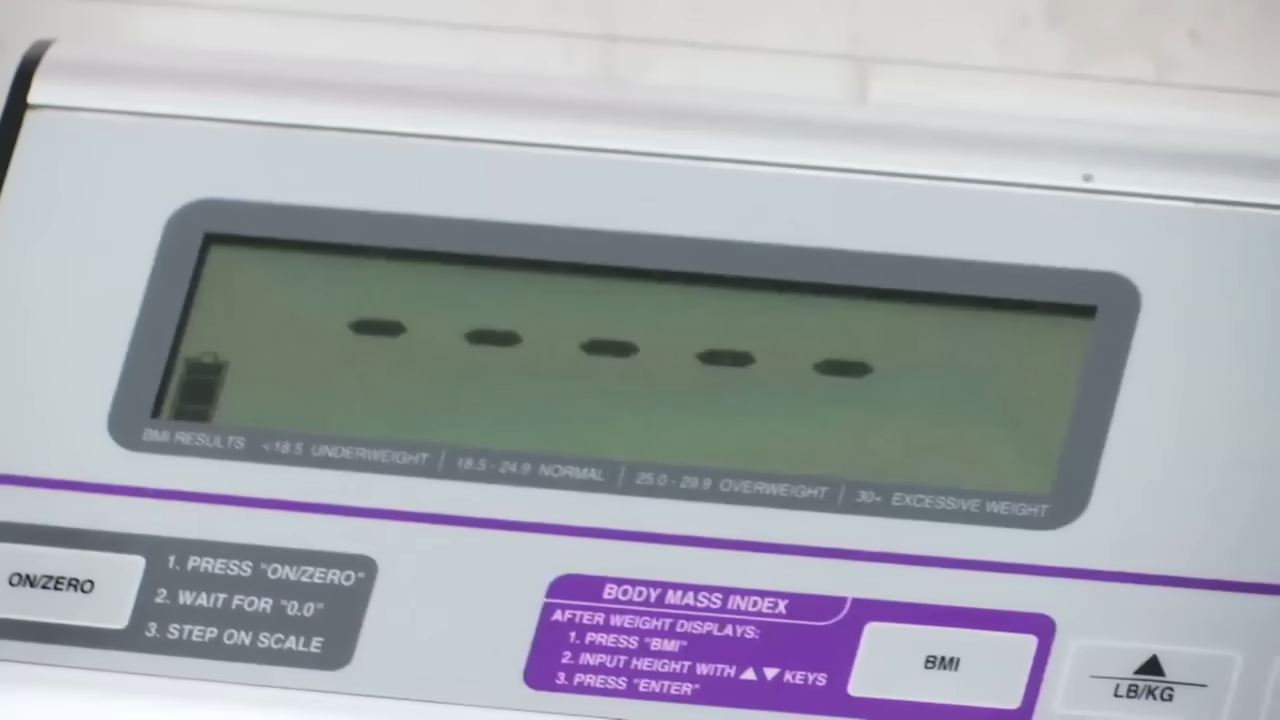 - - - - -
BMI RESULTS <18.5 UNDERWEIGHT | 18.5 - 24.9 NORMAL | 25.0 - 29.9 OVERWEIGHT | 30+ EXCESSIVE WEIGHT
ON/ZERO
1. PRESS "ON/ZERO"
2. WAIT FOR "0.0"
3. STEP ON SCALE
BODY MASS INDEX
AFTER WEIGHT DISPLAYS:
1. PRESS "BMI"
2. INPUT HEIGHT WITH ▲▼ KEYS
3. PRESS "ENTER"
BMI
▲
LB/KG